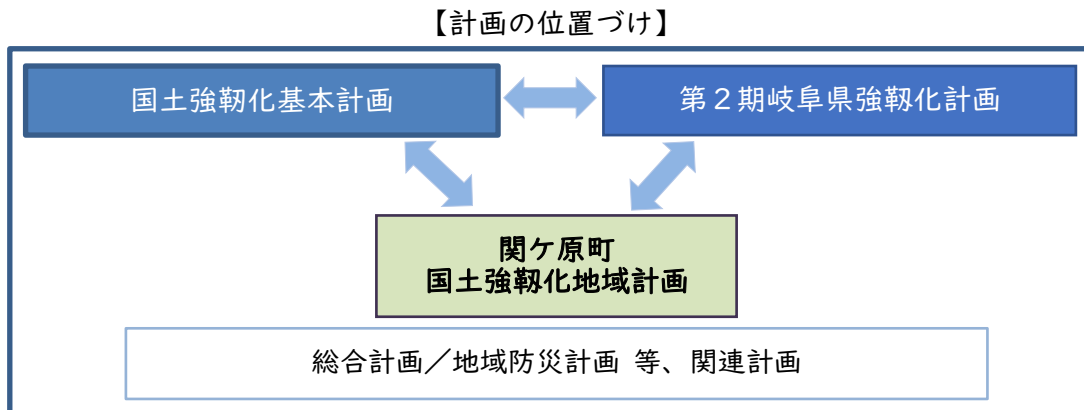 【計画の位置づけ】
国土強靭化基本計画
第２期岐阜県強靭化計画
関ケ原町
国土強靭化地域計画
総合計画／地域防災計画 等、関連計画